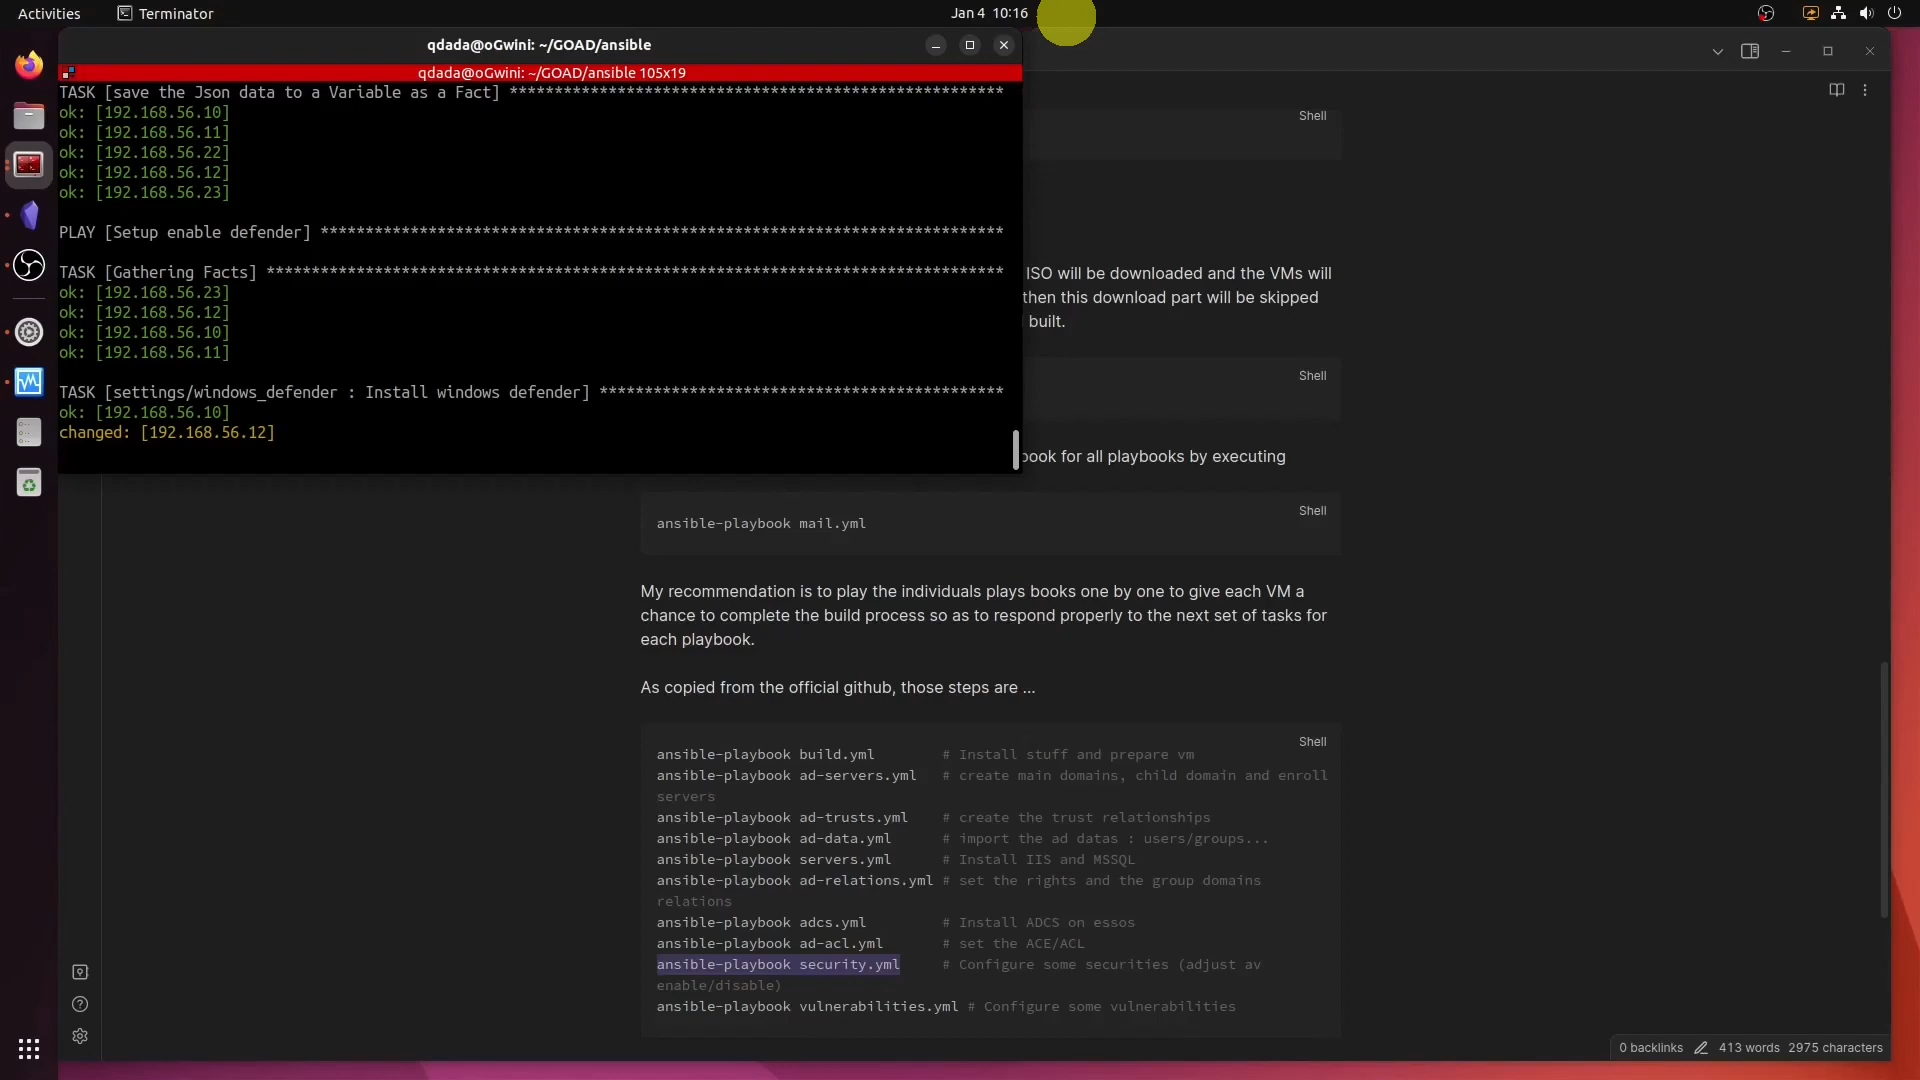 Activities
Terminator
Jan 4 10:16
qdada@oGwini: ~/GOAD/ansible
qdada@oGwini: ~/GOAD/ansible 105x19
TASK [save the Json data to a Variable as a Fact] *******************************************************
ok: [192.168.56.10]
ok: [192.168.56.11]
ok: [192.168.56.22]
ok: [192.168.56.12]
ok: [192.168.56.23]
PLAY [Setup enable defender] ****************************************************************************
TASK [Gathering Facts] **********************************************************************************
ok: [192.168.56.23]
ok: [192.168.56.12]
ok: [192.168.56.10]
ok: [192.168.56.11]
TASK [settings/windows_defender : Install windows defender] *********************************************
ok: [192.168.56.10]
changed: [192.168.56.12]
Shell
ISO will be downloaded and the VMs will
then this download part will be skipped
built.
Shell
book for all playbooks by executing
Shell
ansible-playbook mail.yml
My recommendation is to play the individuals plays books one by one to give each VM a
chance to complete the build process so as to respond properly to the next set of tasks for
each playbook.
As copied from the official github, those steps are ...
Shell
ansible-playbook build.yml # Install stuff and prepare vm
ansible-playbook ad-servers.yml # create main domains, child domain and enroll
servers
ansible-playbook ad-trusts.yml # create the trust relationships
ansible-playbook ad-data.yml # import the ad datas : users/groups...
ansible-playbook servers.yml # Install IIS and MSSQL
ansible-playbook ad-relations.yml # set the rights and the group domains
relations
ansible-playbook adcs.yml # Install ADCS on essos
ansible-playbook ad-acl.yml # set the ACE/ACL
ansible-playbook security.yml # Configure some securities (adjust av
enable/disable)
ansible-playbook vulnerabilities.yml # Configure some vulnerabilities
0 backlinks 413 words 2975 characters